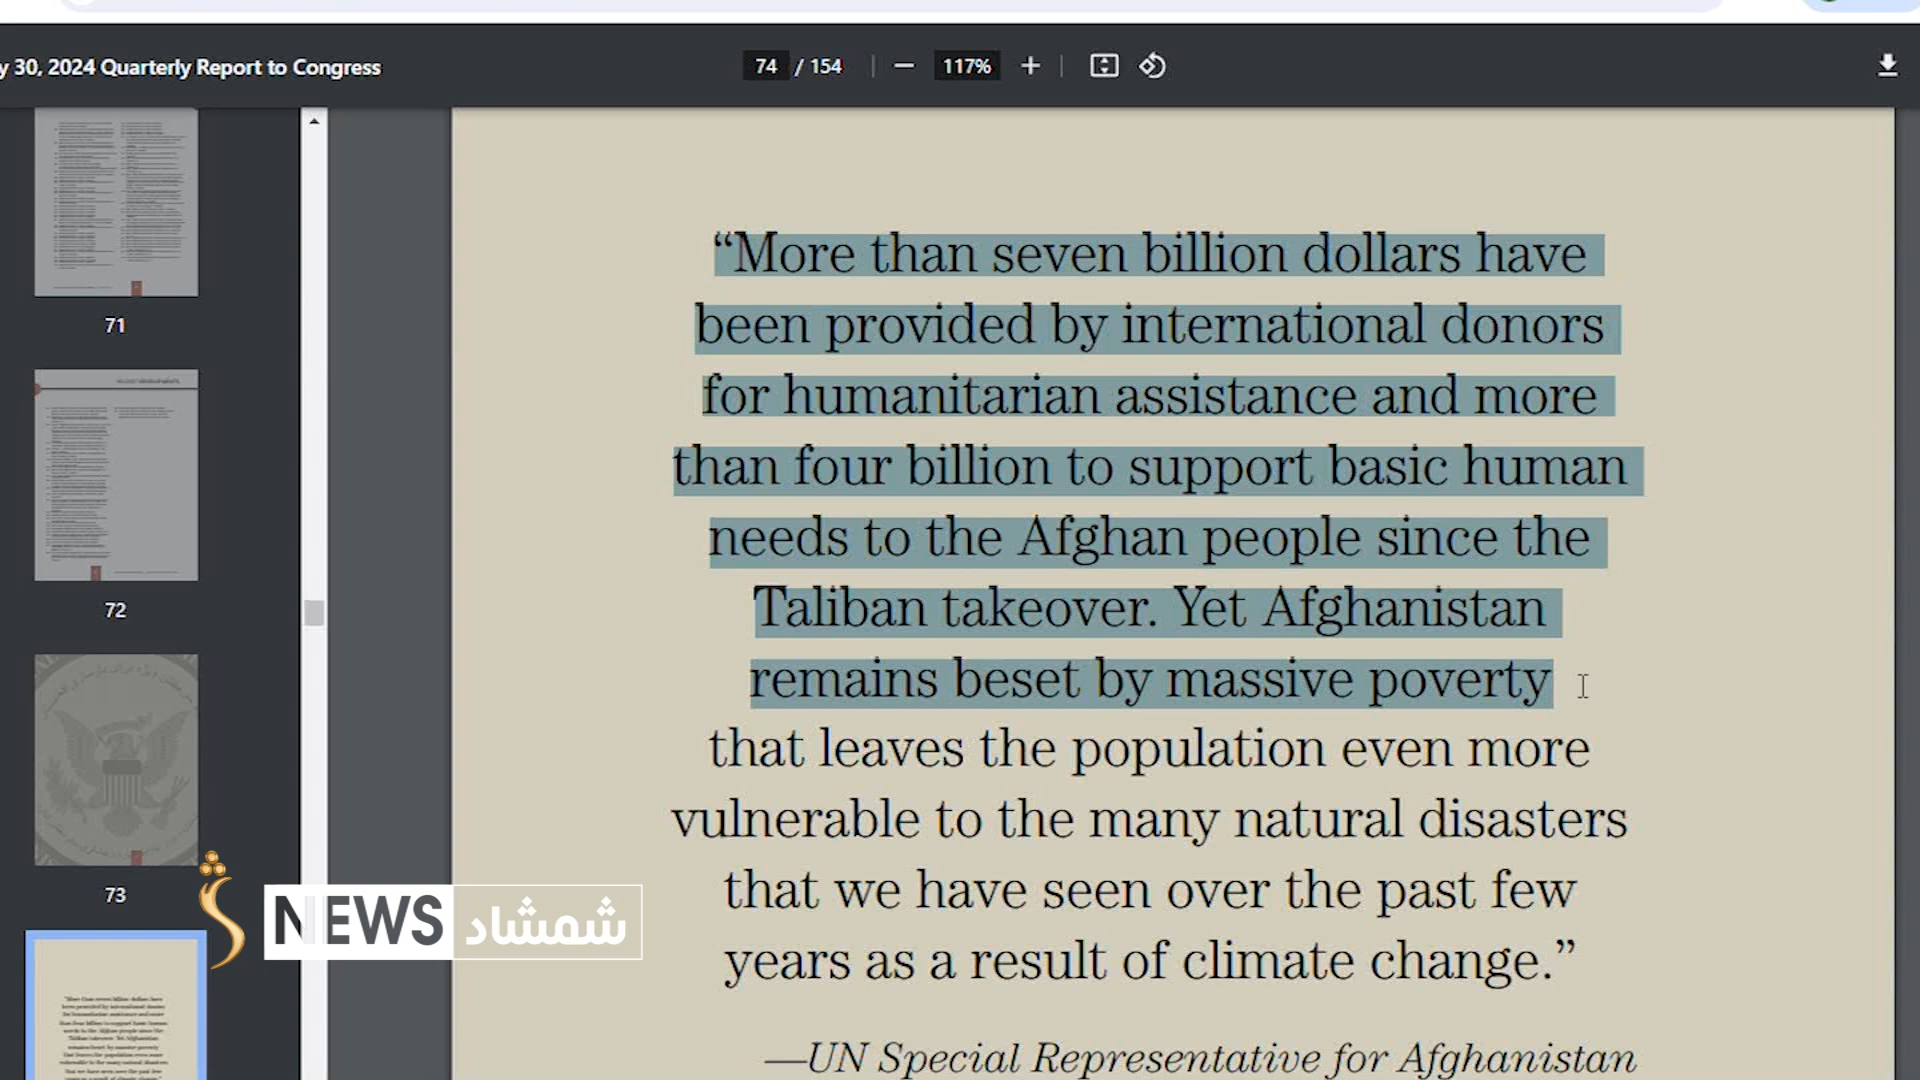 y 30, 2024 Quarterly Report to Congress
74 / 154
117%
71
72
73
“More than seven billion dollars have
been provided by international donors
for humanitarian assistance and more
than four billion to support basic human
needs to the Afghan people since the
Taliban takeover. Yet Afghanistan
remains beset by massive poverty
that leaves the population even more
vulnerable to the many natural disasters
that we have seen over the past few
years as a result of climate change.”
—UN Special Representative for Afghanistan
NEWS شمشاد